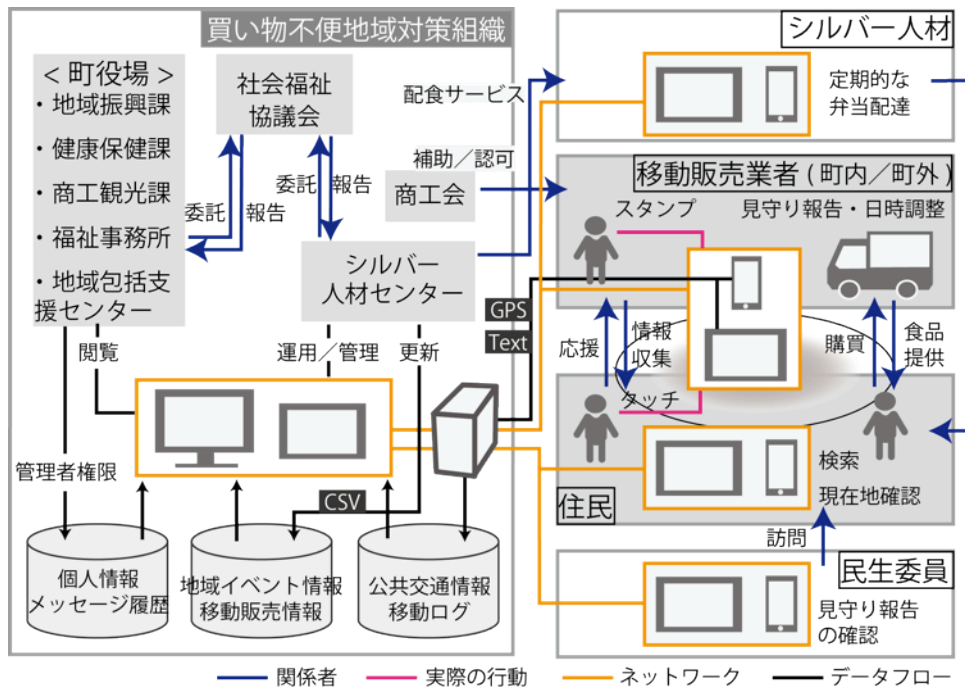 買い物不便地域対策組織
< 町役場 >
・地域振興課
・健康保健課
・商工観光課
・福祉事務所
・地域包括支
援センター
社会福祉
協議会
委託
報告
委託
報告
商工会
補助／認可
配食サービス
シルバー
人材センター
閲覧
運用／管理
更新
GPS
Text
管理者権限
CSV
個人情報
メッセージ履歴
地域イベント情報
移動販売情報
公共交通情報
移動ログ
シルバー人材
定期的な
弁当配達
移動販売業者 ( 町内／町外 )
スタンプ
見守り報告・日時調整
応援
情報
収集
購買
食品
提供
タッチ
検索
現在地確認
住民
訪問
民生委員
見守り報告
の確認
関係者
実際の行動
ネットワーク
データフロー